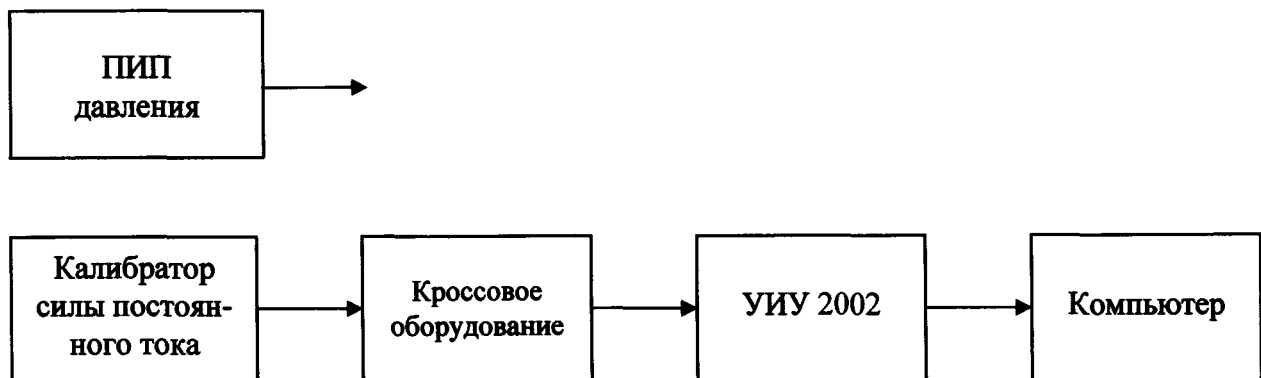 ПИП
давления
Калибратор
силы постоян-
ного тока
Кроссовое
оборудование
УИУ 2002
Компьютер